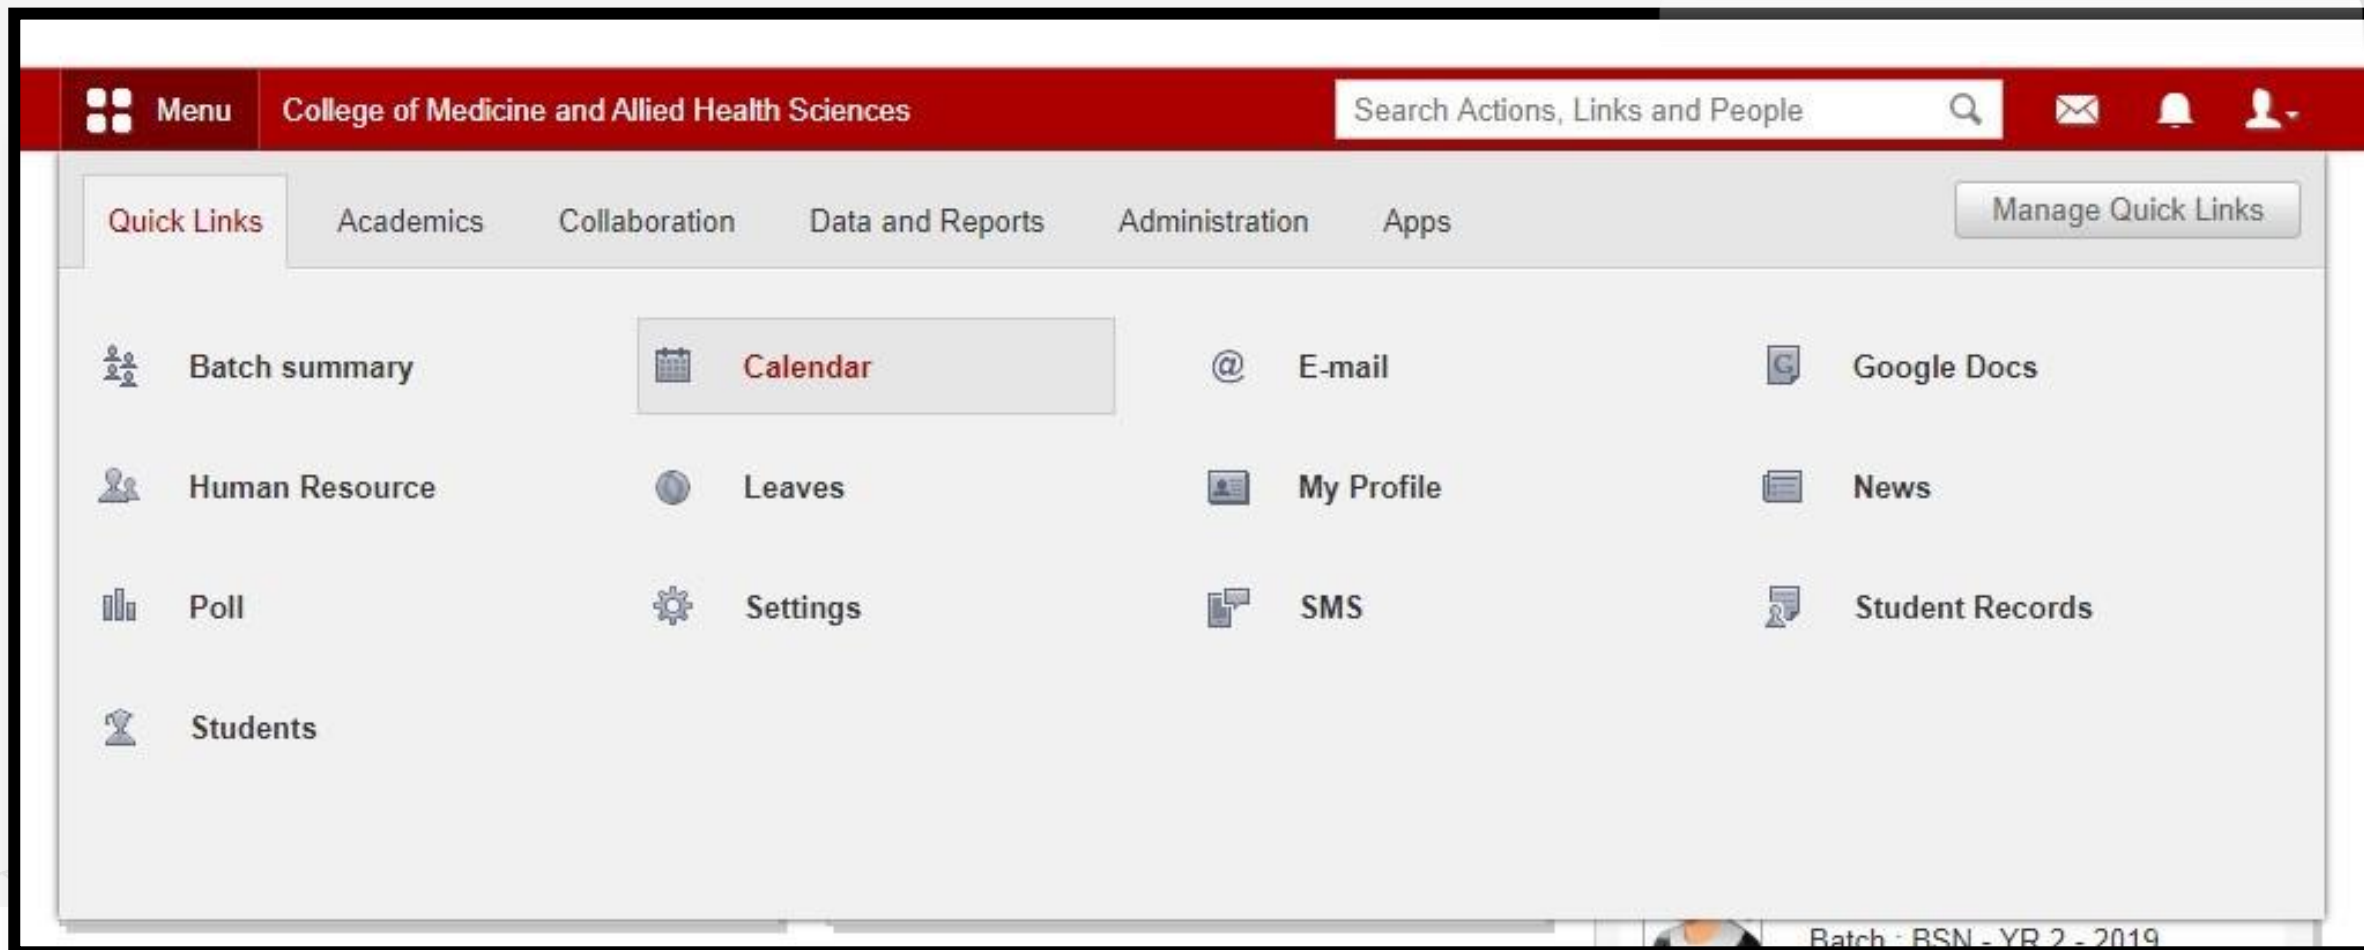 Menu College of Medicine and Allied Health Sciences Search Actions, Links and People
Quick Links Academics Collaboration Data and Reports Administration Apps Manage Quick Links
Batch summary Calendar @ E-mail G Google Docs
Human Resource Leaves My Profile News
Poll Settings SMS Student Records
Students
Batch : BSN - YR 2 - 2019